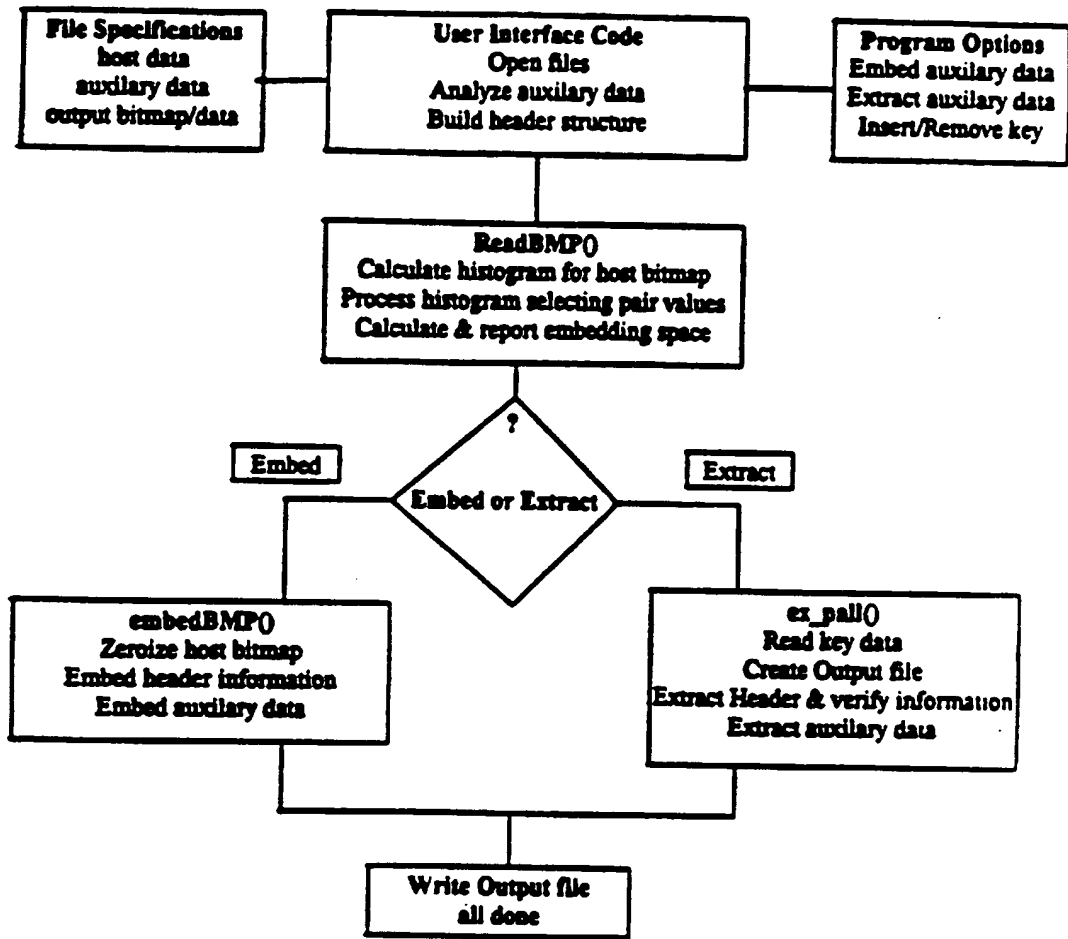 File Specifications
host data
auxilary data
output bitmap/data
User Interface Code
Open files
Analyze auxilary data
Build header structure
Program Options
Embed auxilary data
Extract auxilary data
Insert/Remove key
ReadBMP()
Calculate histogram for host bitmap
Process histogram selecting pair values
Calculate & report embedding space
?
Embed or Extract
Embed
Extract
embedBMP()
Zeroize host bitmap
Embed header information
Embed auxilary data
ex_pall()
Read key data
Create Output file
Extract Header & verify information
Extract auxilary data
Write Output file
all done